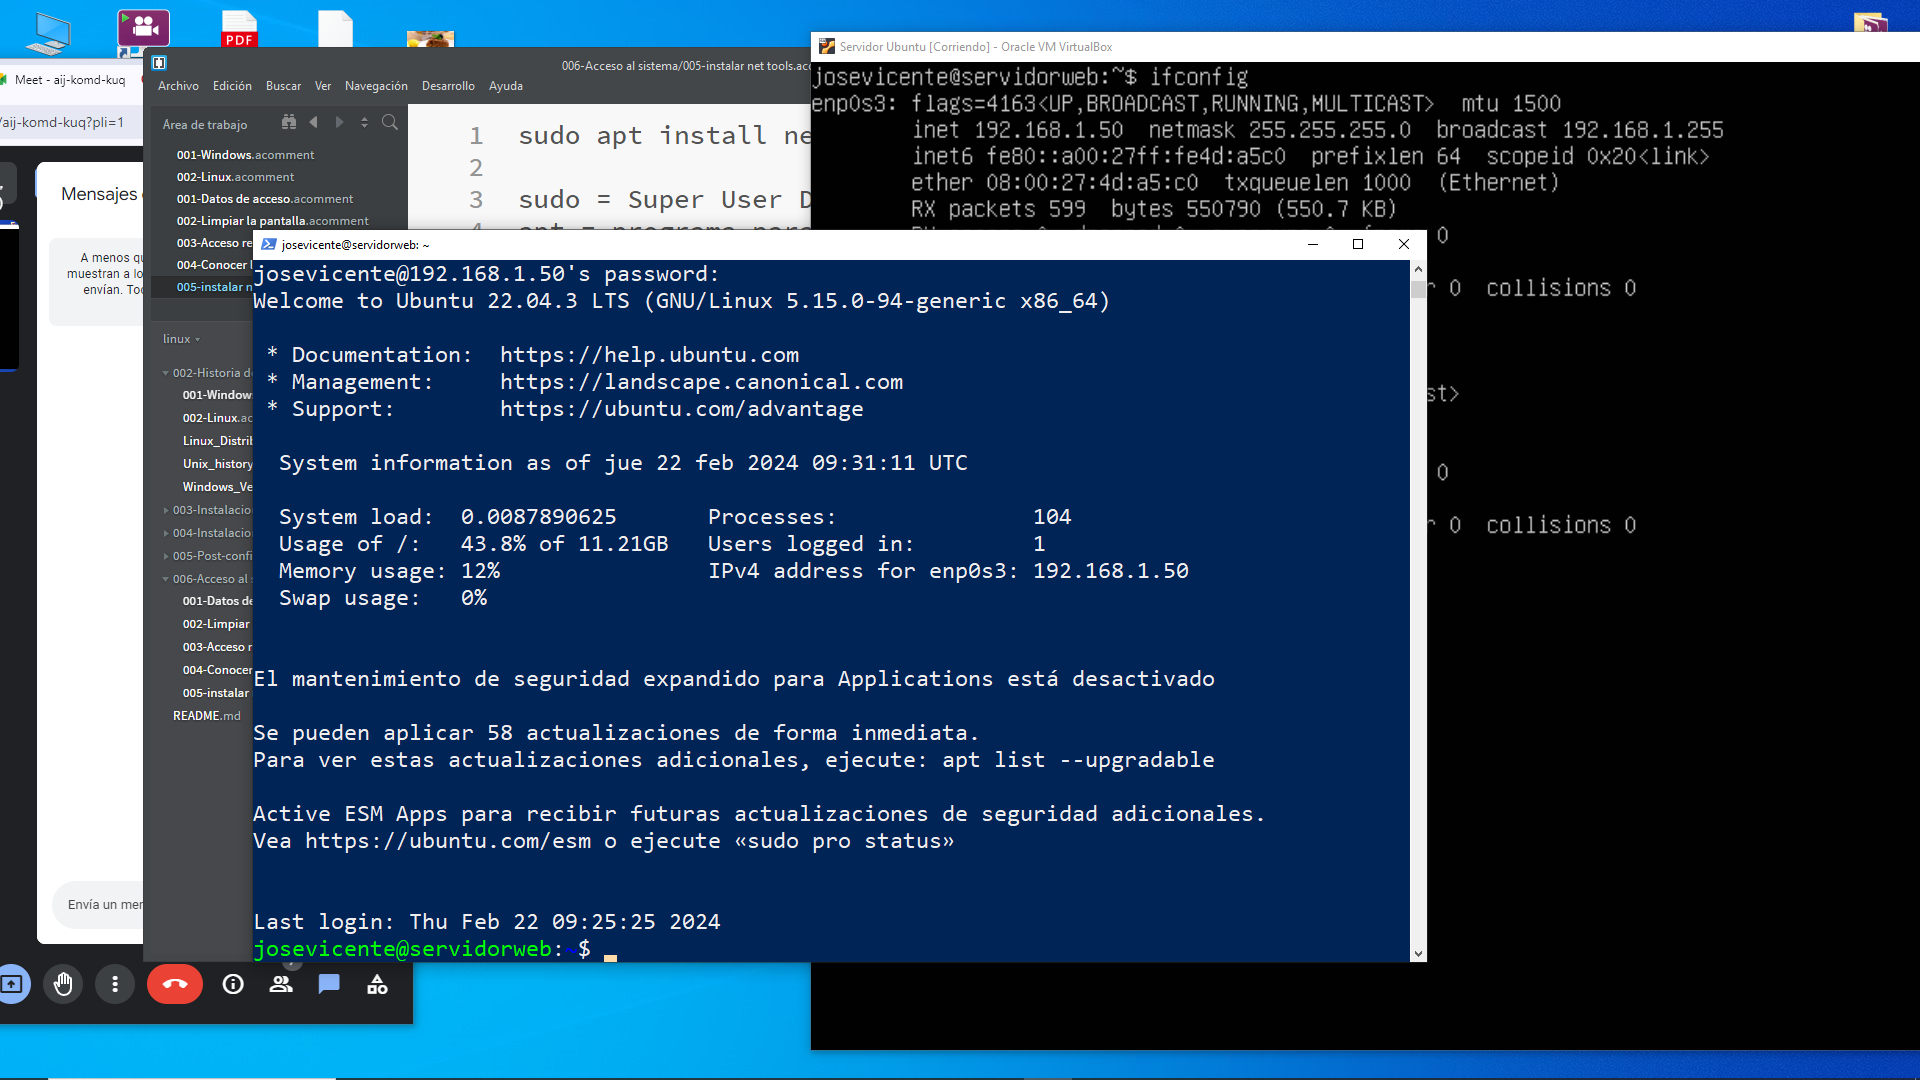 PDF
Meet - aij-komd-kuq
/aij-komd-kuq?pli=1
Mensajes
A menos qu
muestran a lo
envían. Tod
Envía un men
006-Acceso al sistema/005-instalar net tools.aco
Archivo Edición Buscar Ver Navegación Desarrollo Ayuda
Área de trabajo
001-Windows.acomment
002-Linux.acomment
001-Datos de acceso.acomment
002-Limpiar la pantalla.acomment
003-Acceso re
004-Conocer l
005-instalar n
linux
002-Historia d
001-Window
002-Linux.ac
Linux_Distrib
Unix_history
Windows_Ve
003-Instalacio
004-Instalacio
005-Post-confi
006-Acceso al s
001-Datos de
002-Limpiar
003-Acceso r
004-Conocer
005-instalar
README.md
1 sudo apt install ne
2
3 sudo = Super User D
Servidor Ubuntu [Corriendo] - Oracle VM VirtualBox
josevicente@servidorweb:~$ ifconfig
enp0s3: flags=4163<UP,BROADCAST,RUNNING,MULTICAST> mtu 1500
inet 192.168.1.50 netmask 255.255.255.0 broadcast 192.168.1.255
inet6 fe80::a00:27ff:fe4d:a5c0 prefixlen 64 scopeid 0x20<link>
ether 08:00:27:4d:a5:c0 txqueuelen 1000 (Ethernet)
RX packets 599 bytes 550790 (550.7 KB)
0
r 0 collisions 0
st>
0
r 0 collisions 0
josevicente@servidorweb: ~
josevicente@192.168.1.50's password:
Welcome to Ubuntu 22.04.3 LTS (GNU/Linux 5.15.0-94-generic x86_64)
* Documentation: https://help.ubuntu.com
* Management: https://landscape.canonical.com
* Support: https://ubuntu.com/advantage
System information as of jue 22 feb 2024 09:31:11 UTC
System load: 0.0087890625 Processes: 104
Usage of /: 43.8% of 11.21GB Users logged in: 1
Memory usage: 12% IPv4 address for enp0s3: 192.168.1.50
Swap usage: 0%
El mantenimiento de seguridad expandido para Applications está desactivado
Se pueden aplicar 58 actualizaciones de forma inmediata.
Para ver estas actualizaciones adicionales, ejecute: apt list --upgradable
Active ESM Apps para recibir futuras actualizaciones de seguridad adicionales.
Vea https://ubuntu.com/esm o ejecute «sudo pro status»
Last login: Thu Feb 22 09:25:25 2024
josevicente@servidorweb:~$